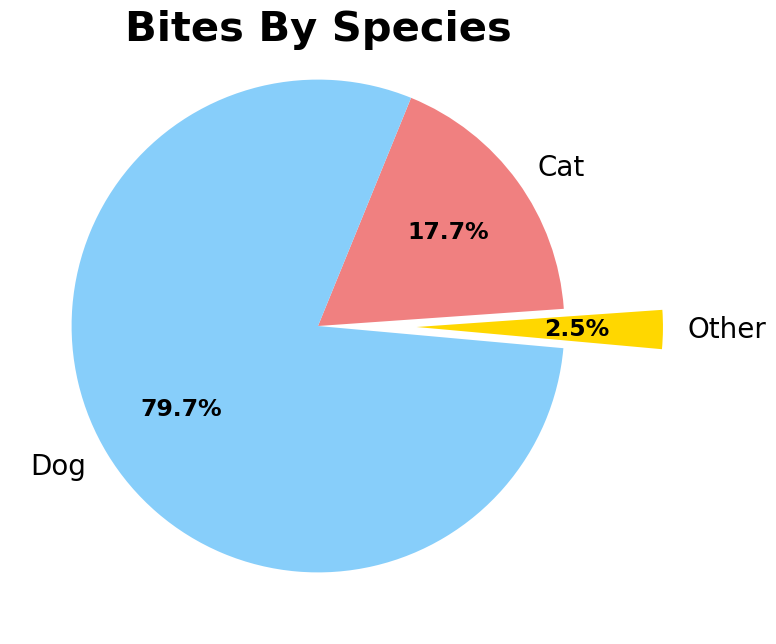 Bites By Species
Cat
17.7%
2.5%
Other
79.7%
Dog